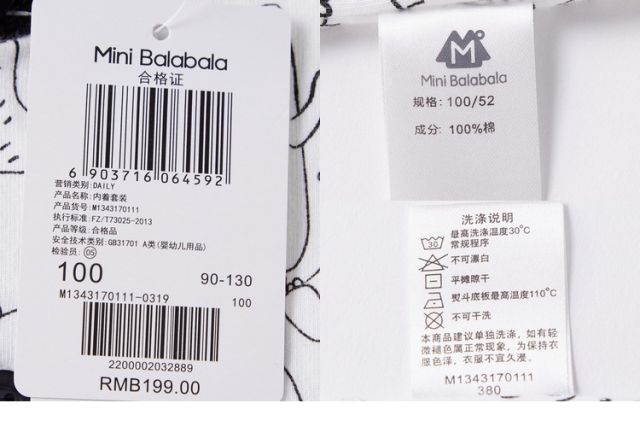 Mini Balabala
合格证
6 903716 064592
营销类别: DAILY
产品名称: 内着套装
产品货号: M1343170111
执行标准: FZ/T73025-2013
产品等级: 合格品
安全技术类别: GB31701 A类(婴幼儿用品)
检验员: 05
100 90-130
M1343170111-0319 100
2200002032889
RMB199.00
M
Mini Balabala
规格: 100/52
成分: 100%棉
洗涤说明
30 最高洗涤温度30℃
常规程序
不可漂白
平摊晾干
熨斗底板最高温度110℃
不可干洗
本商品建议单独洗涤, 如有轻
微褪色属正常现象, 为保持衣
服色泽, 衣服不宜久浸。
M1343170111
380